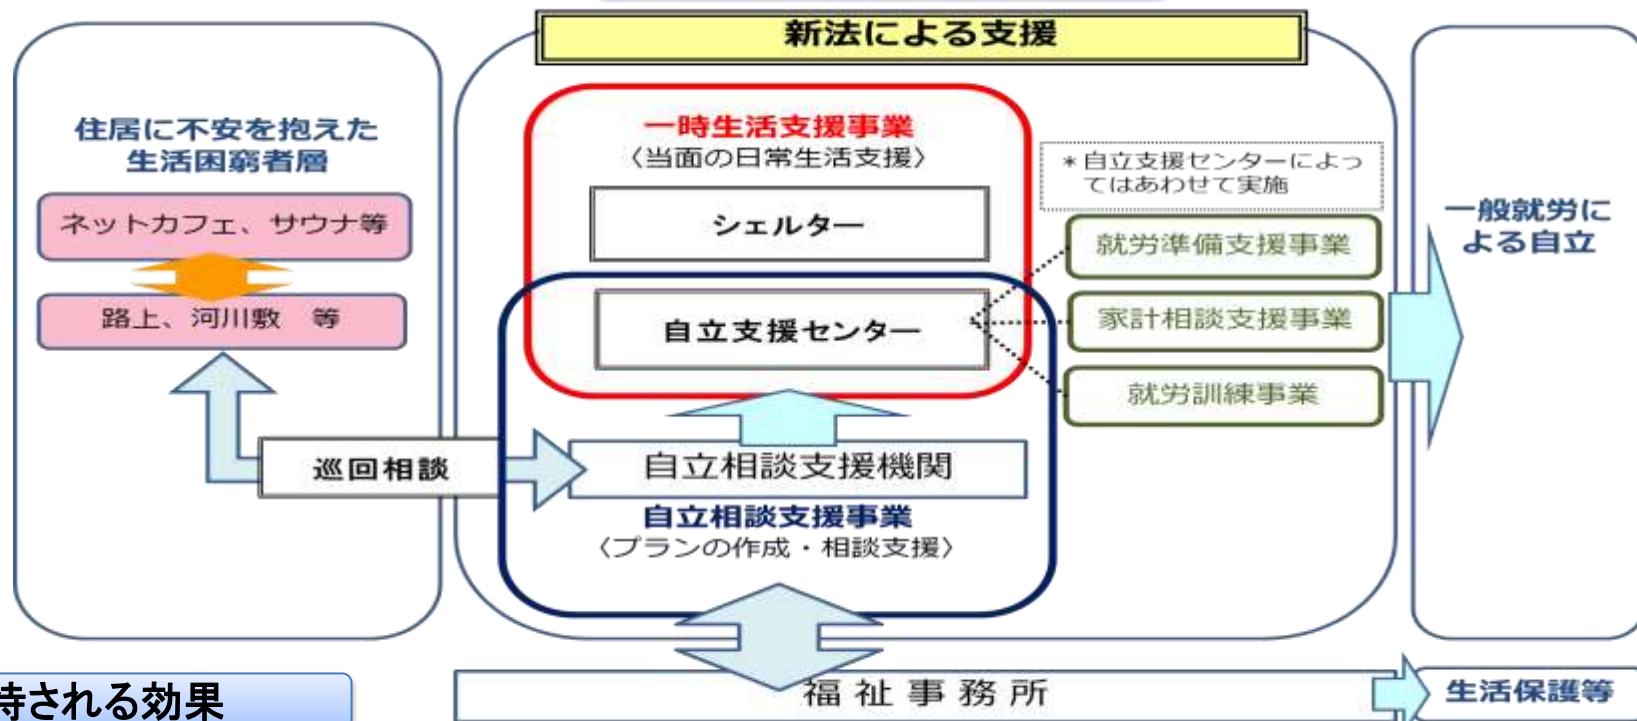 新法による支援
住居に不安を抱えた
生活困窮者層
ネットカフェ、サウナ等
路上、河川敷　等
巡回相談
一時生活支援事業
〈当面の日常生活支援〉
シェルター
自立支援センター
自立相談支援機関
自立相談支援事業
〈プランの作成・相談支援〉
＊自立支援センターによっ
てはあわせて実施
就労準備支援事業
家計相談支援事業
就労訓練事業
一般就労に
よる自立
福祉事務所
生活保護等
待される効果